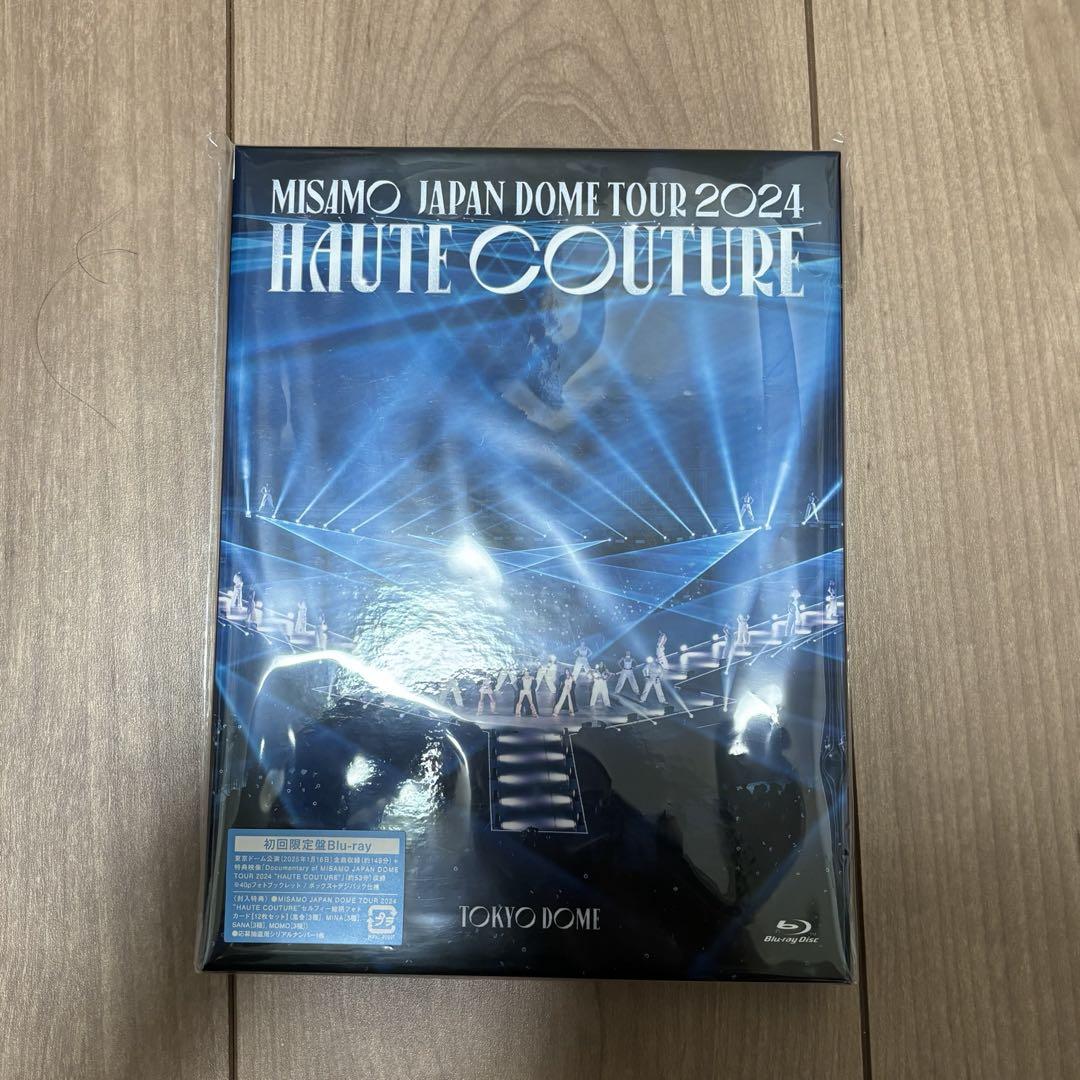 MISAMO JAPAN DOME TOUR 2024
HAUTE COUTURE
初回限定盤Blu-ray
東京ドーム公演(2025年1月16日)全曲収録(約149分)+
特典映像「Documentary of MISAMO JAPAN DOME
TOUR 2024 "HAUTE COUTURE"」(約53分)収録
※40pフォトブックレット / ボックス+デジパック仕様
〈封入特典〉●MISAMO JAPAN DOME TOUR 2024
"HAUTE COUTURE"セルフィー絵柄フォト
カード【12枚セット】(集合[3種]、MINA[3種]、
SANA[3種]、MOMO[3種])
●応募抽選用シリアルナンバー1枚
プラ
TOKYO DOME
Blu-ray Disc